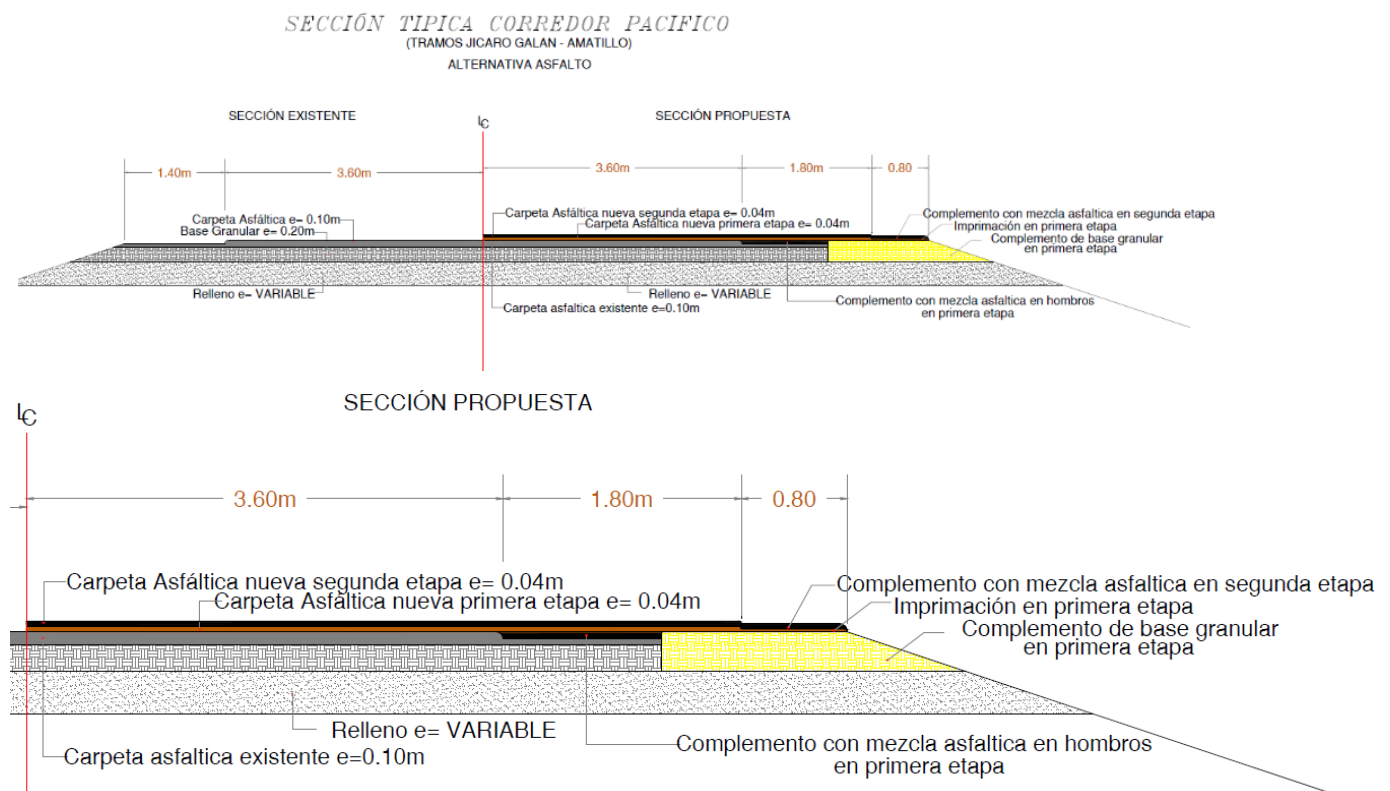 SECCIÓN TIPICA CORREDOR PACIFICO
(TRAMOS JICARO GALAN - AMATILLO)
ALTERNATIVA ASFALTO
SECCIÓN EXISTENTE
SECCIÓN PROPUESTA
LC
1.40m
3.60m
3.60m
1.80m
0.80
Carpeta Asfáltica e= 0.10m
Base Granular e= 0.20m
Carpeta Asfáltica nueva segunda etapa e= 0.04m
Carpeta Asfáltica nueva primera etapa e= 0.04m
Complemento con mezcla asfaltica en segunda etapa
Imprimación en primera etapa
Complemento de base granular
en primera etapa
Relleno e= VARIABLE
Relleno e= VARIABLE
Carpeta asfaltica existente e=0.10m
Complemento con mezcla asfaltica en hombros
en primera etapa
SECCIÓN PROPUESTA
LC
3.60m
1.80m
0.80
Carpeta Asfáltica nueva segunda etapa e= 0.04m
Carpeta Asfáltica nueva primera etapa e= 0.04m
Complemento con mezcla asfaltica en segunda etapa
Imprimación en primera etapa
Complemento de base granular
en primera etapa
Relleno e= VARIABLE
Carpeta asfaltica existente e=0.10m
Complemento con mezcla asfaltica en hombros
en primera etapa